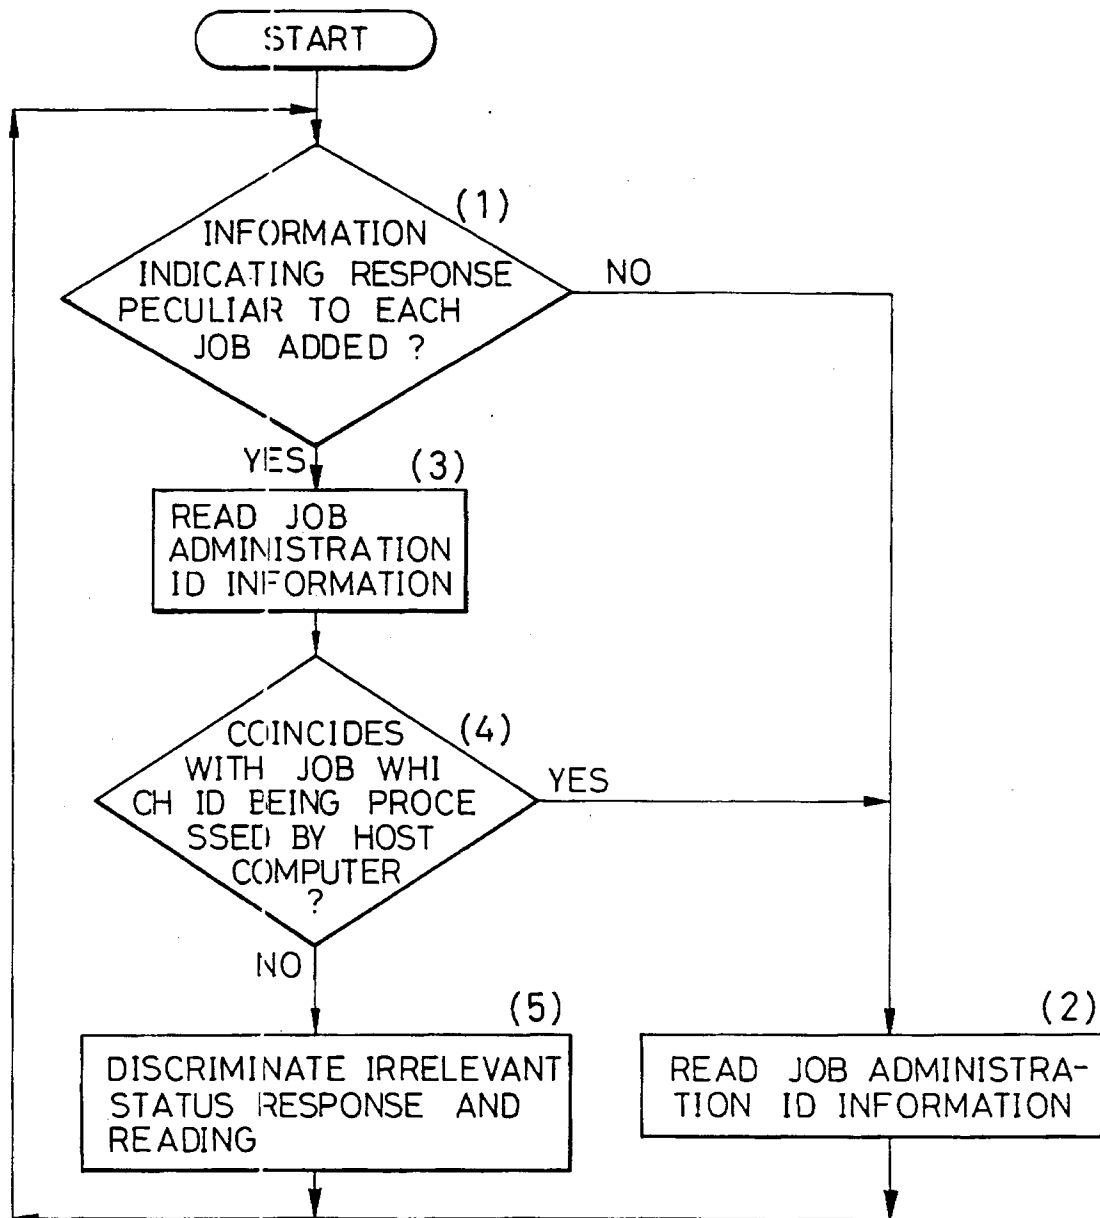 START
(1)
INFORMATION
INDICATING RESPONSE
PECULIAR TO EACH
JOB ADDED ?
NO
YES
(3)
READ JOB
ADMINISTRATION
ID INFORMATION
(4)
COINCIDES
WITH JOB WHI
CH ID BEING PROCE
SSED BY HOST
COMPUTER
?
YES
NO
(5)
DISCRIMINATE IRRELEVANT
STATUS RESPONSE AND
READING
(2)
READ JOB ADMINISTRA-
TION ID INFORMATION